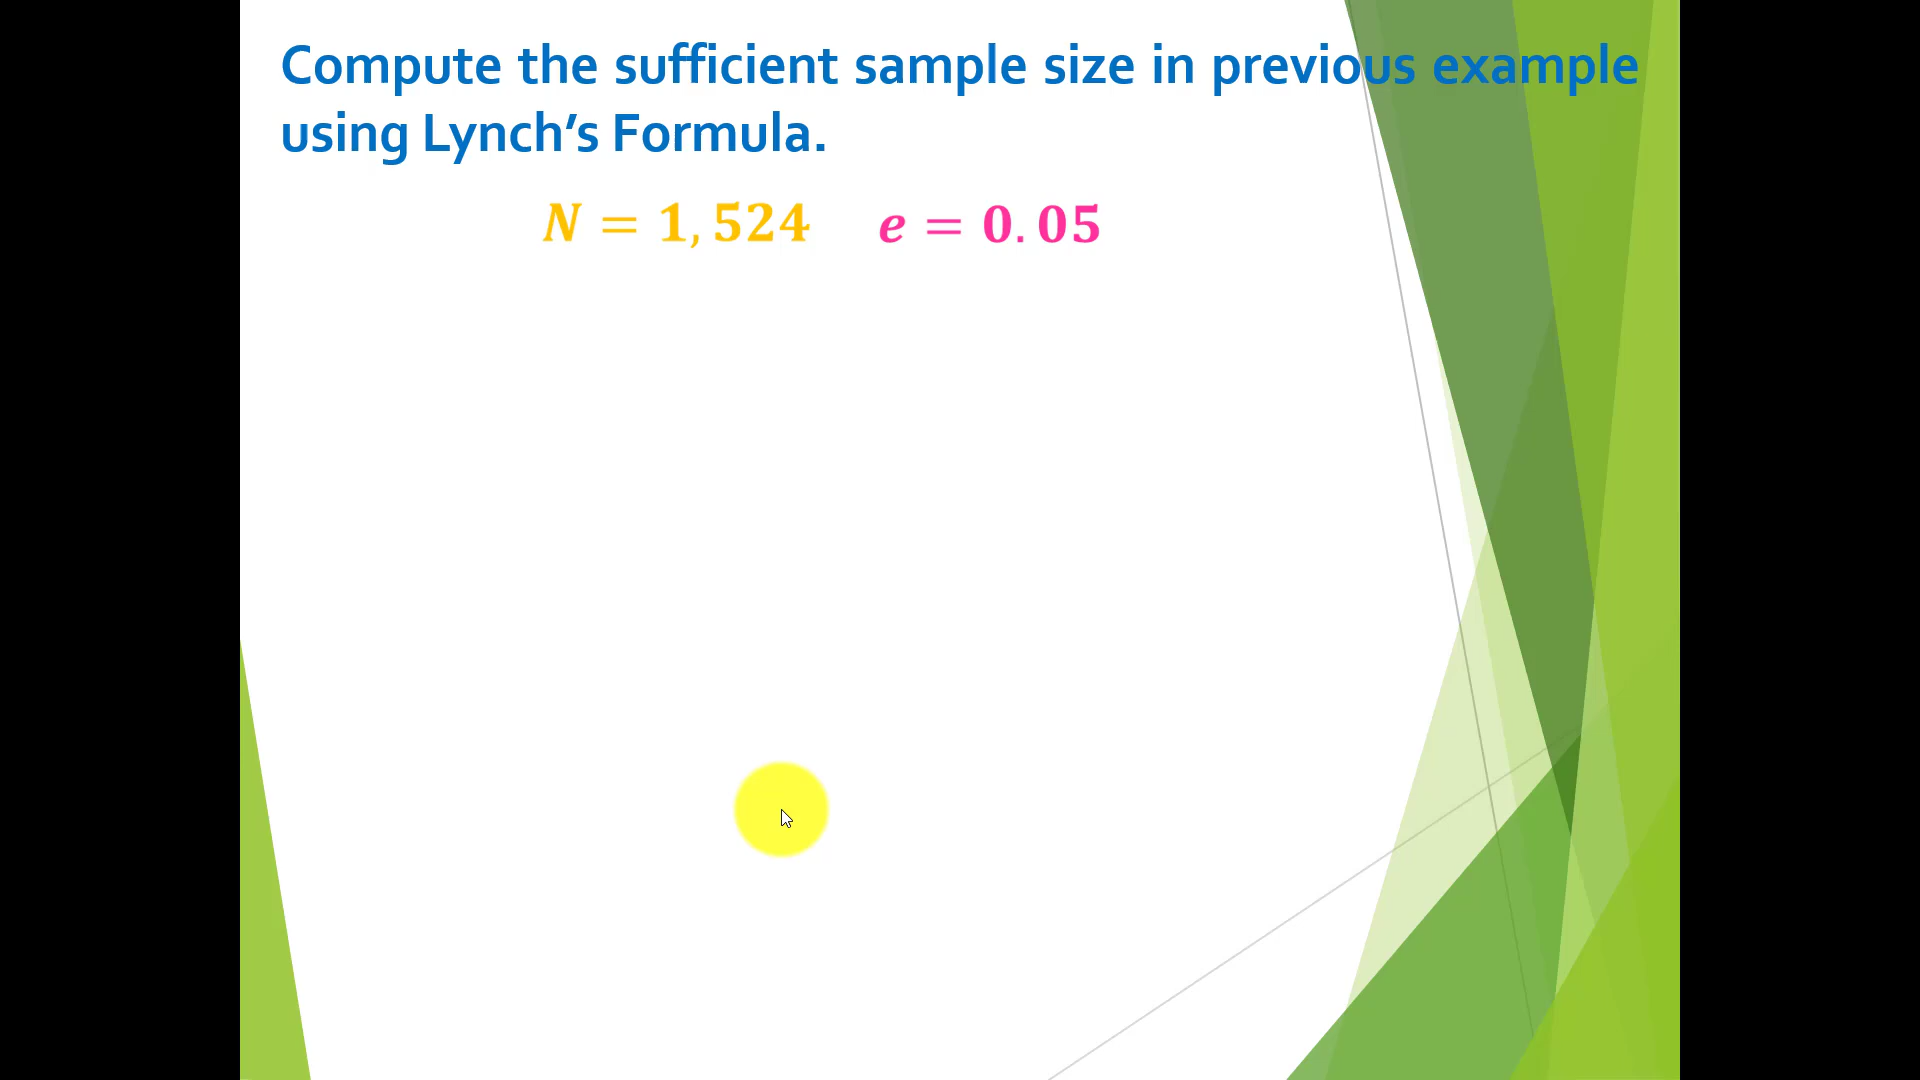 Compute the sufficient sample size in previous example
using Lynch’s Formula.
N = 1,524 e = 0.05